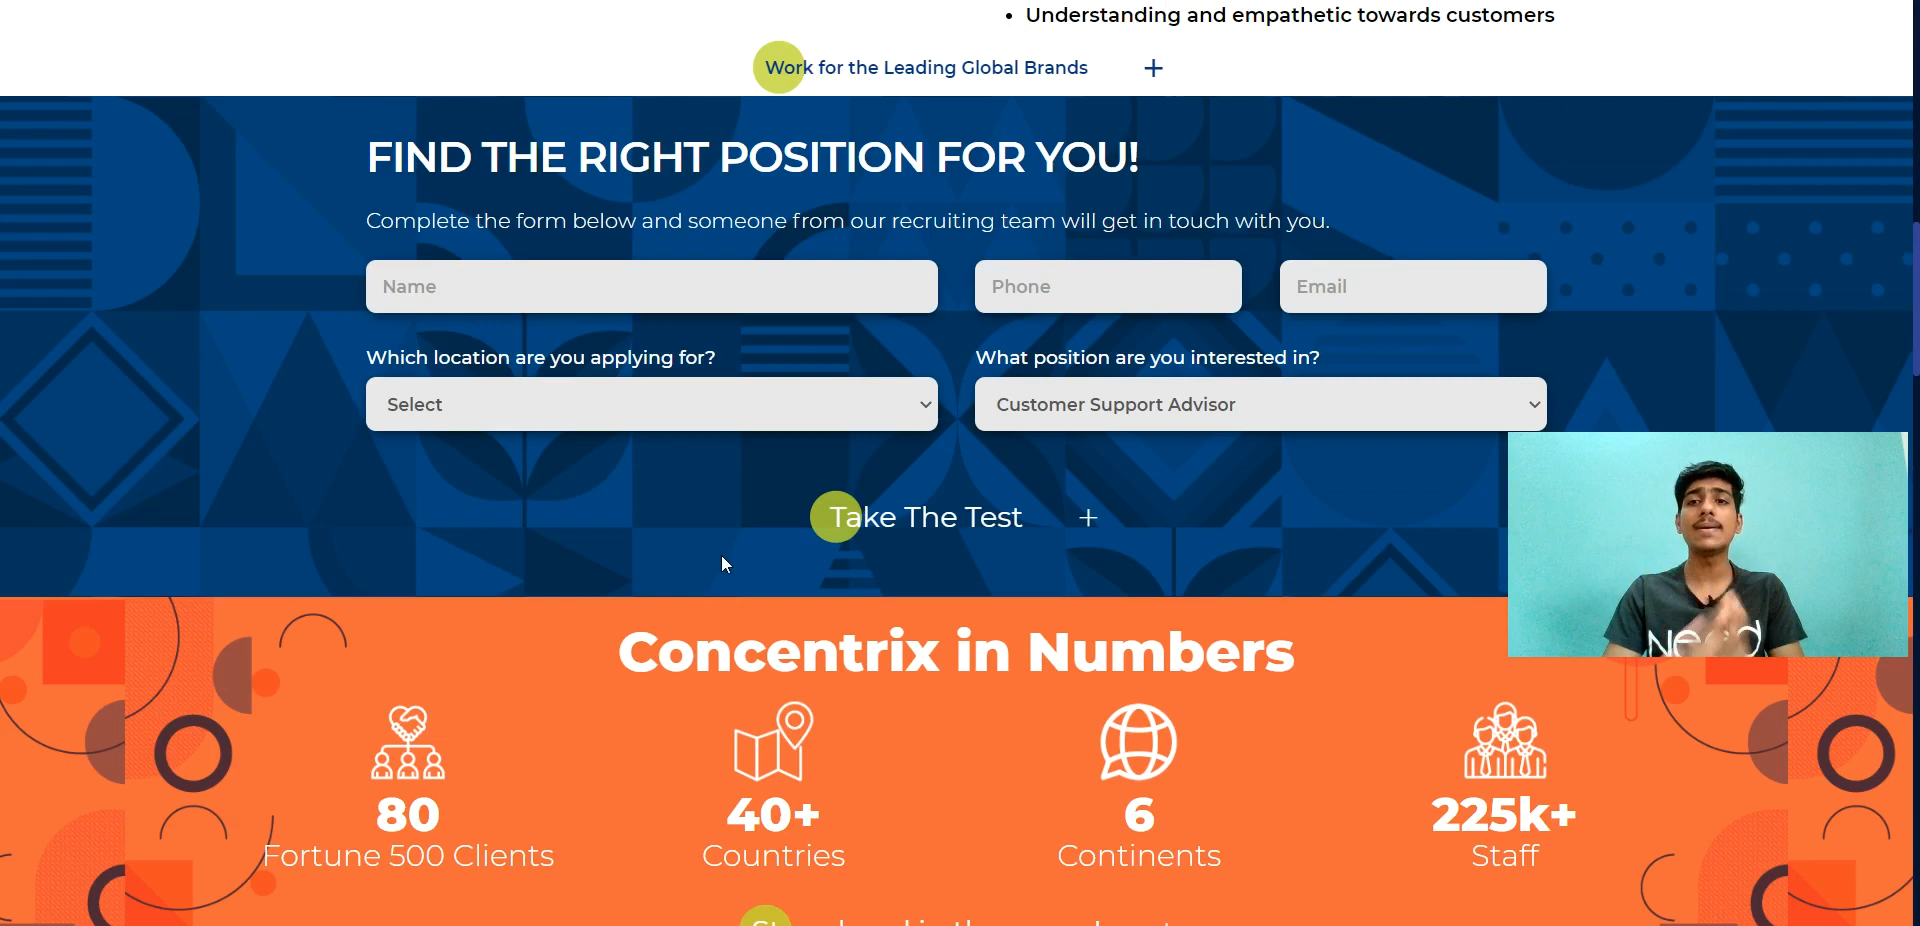 Understanding and empathetic towards customers
Work for the Leading Global Brands +
FIND THE RIGHT POSITION FOR YOU!
Complete the form below and someone from our recruiting team will get in touch with you.
Name
Phone
Email
Which location are you applying for?
What position are you interested in?
Select
Customer Support Advisor
Take The Test +
Concentrix in Numbers
80
40+
6
225k+
Fortune 500 Clients
Countries
Continents
Staff